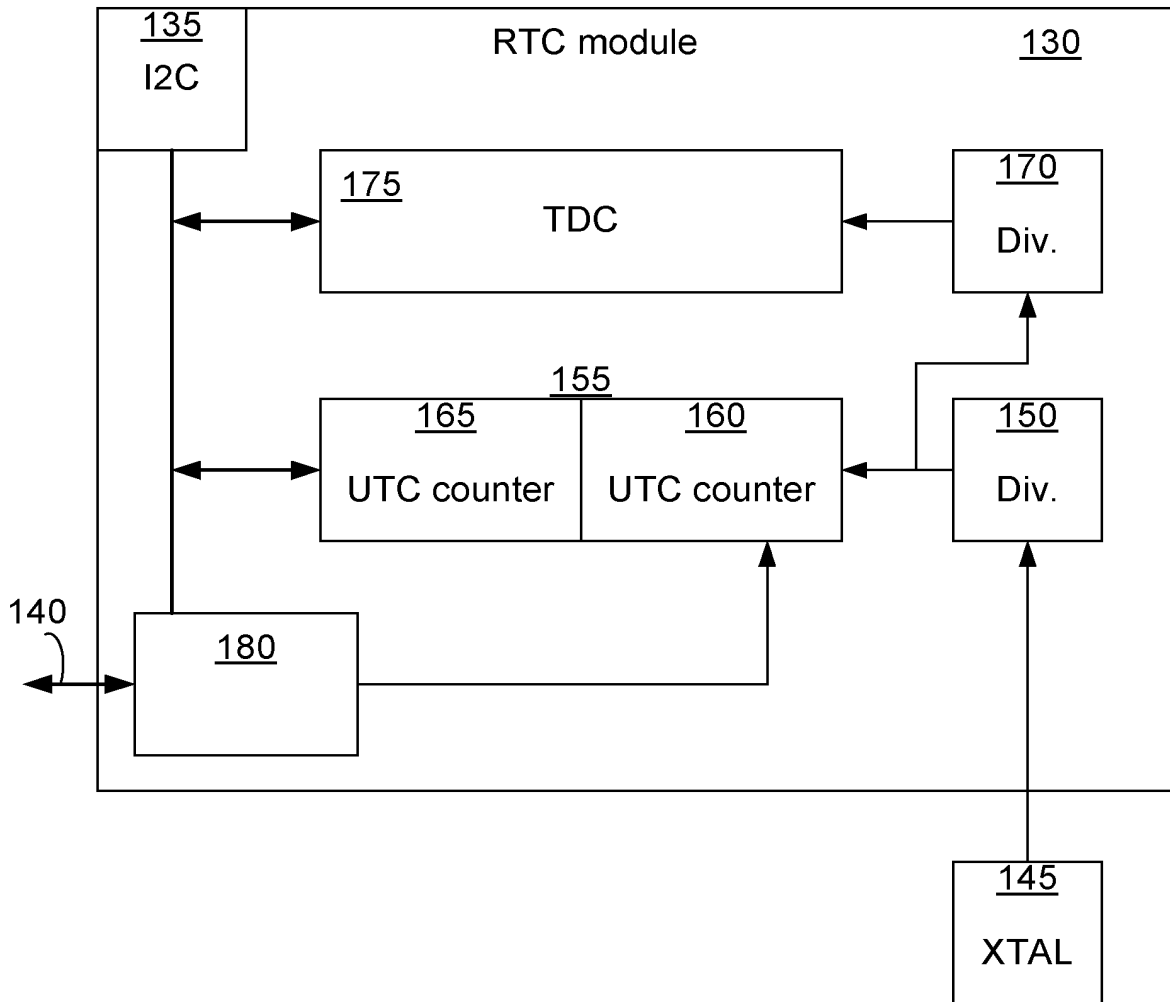 135
I2C
RTC module
130
175
TDC
170
Div.
155
165
UTC counter
160
UTC counter
150
Div.
140
180
145
XTAL